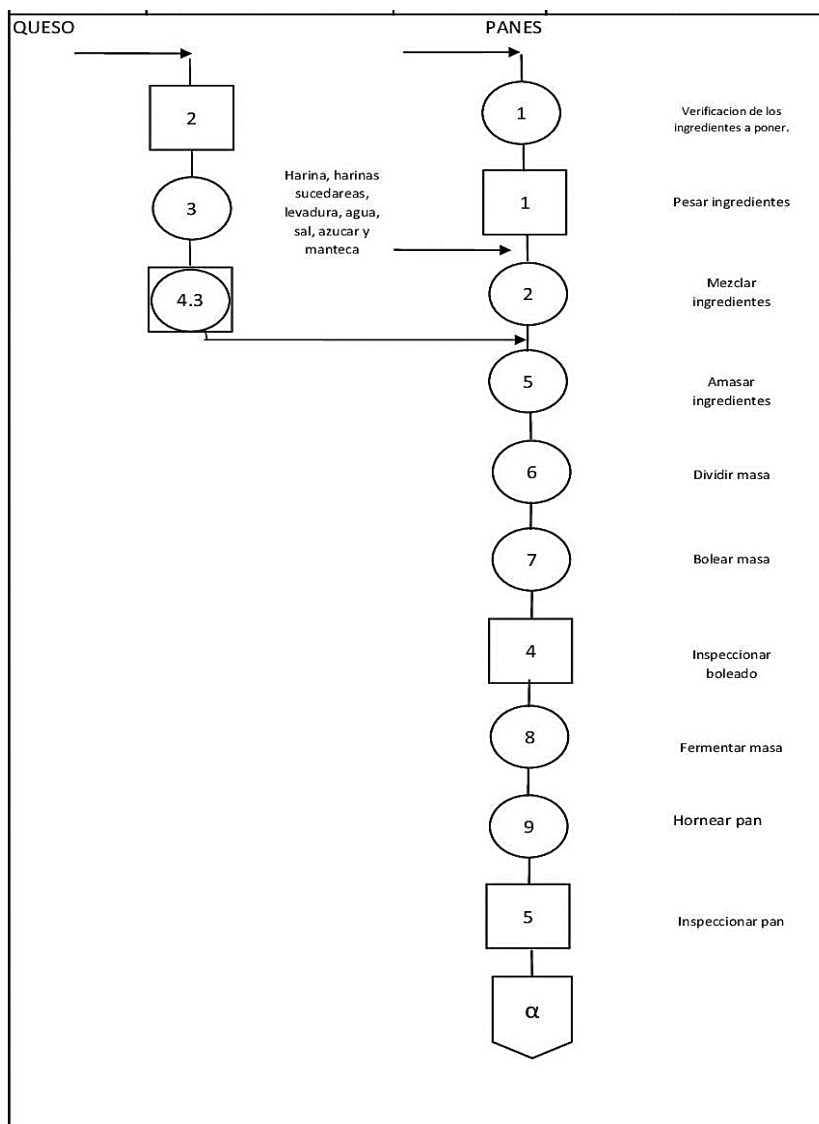 QUESO
PANES
2
1
Verificacion de los
ingredientes a poner.
3
Harina, harinas
sucedareas,
levadura, agua,
sal, azucar y
manteca
1
Pesar ingredientes
4.3
2
Mezclar
ingredientes
5
Amasar
ingredientes
6
Dividir masa
7
Bolear masa
4
Inspeccionar
boleado
8
Fermentar masa
9
Hornear pan
5
Inspeccionar pan
α